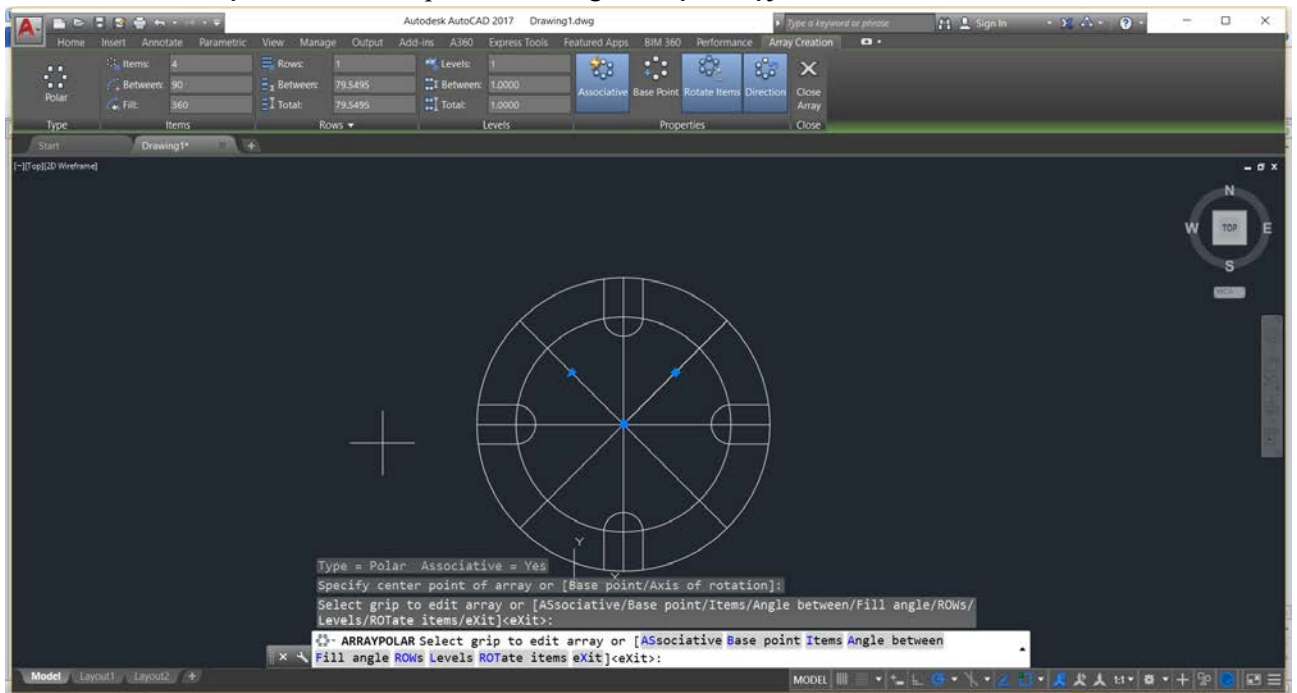 Autodesk AutoCAD 2017 Drawing1.dwg Type a keyword or phrase Sign In
Home Insert Annotate Parametric View Manage Output Add-ins A360 Express Tools Featured Apps BIM 360 Performance Array Creation
Items: 4 Rows: 1 Levels: 1
Between: 90 Between: 79.5495 Between: 1.0000
Fill: 360 Total: 79.5495 Total: 1.0000
Polar Associative Base Point Rotate Items Direction Close
Array
Type Items Rows Levels Properties Close
Start Drawing1*
[−][Top][2D Wireframe]
N
W TOP E
S
WCS
Y
Type = Polar Associative = Yes
Specify center point of array or [Base point/Axis of rotation]:
Select grip to edit array or [ASsociative/Base point/Items/Angle between/Fill angle/ROWs/
Levels/ROTate items/eXit]<eXit>:
ARRAYPOLAR Select grip to edit array or [ASsociative Base point Items Angle between
Fill angle ROWs Levels ROTate items eXit]<eXit>:
Model Layout1 Layout2 + MODEL 1:1